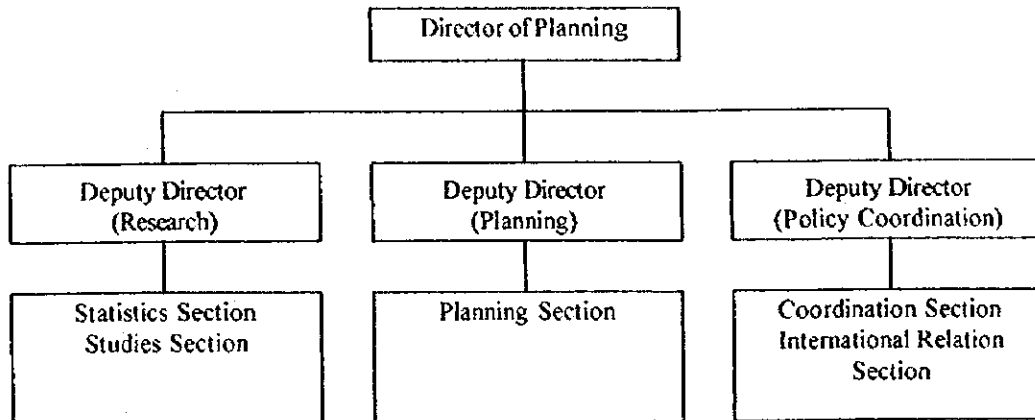 Director of Planning
Deputy Director
(Research)
Deputy Director
(Planning)
Deputy Director
(Policy Coordination)
Statistics Section
Studies Section
Planning Section
Coordination Section
International Relation
Section